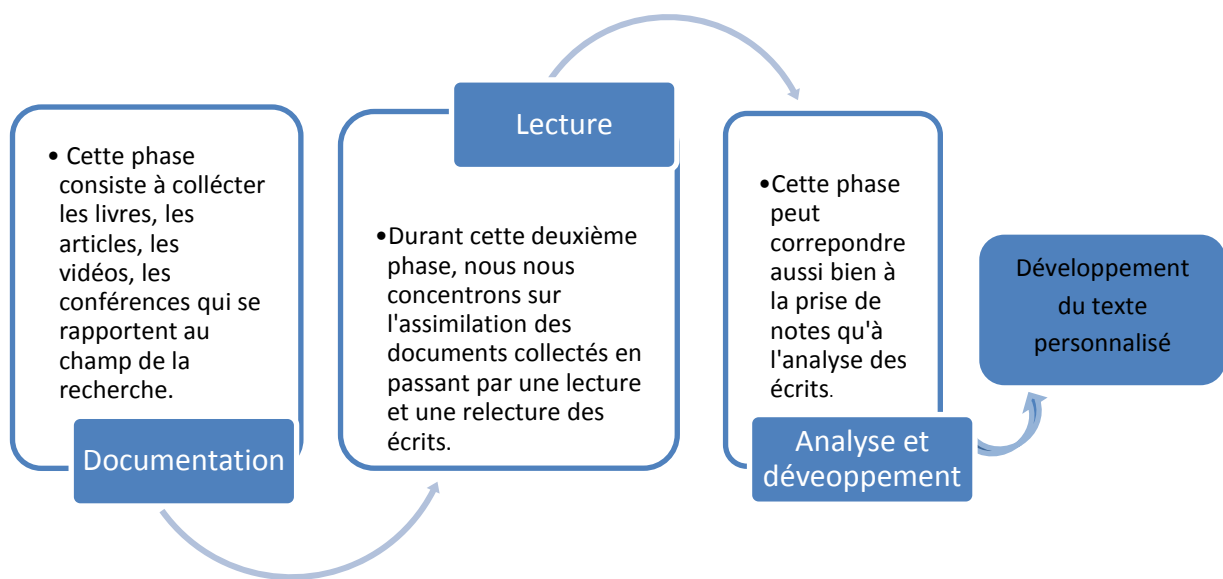 • Cette phase
consiste à collécter
les livres, les
articles, les
vidéos, les
conférences qui se
rapportent au
champ de la
recherche.
Documentation
Lecture
•Durant cette deuxième
phase, nous nous
concentrons sur
l'assimilation des
documents collectés en
passant par une lecture
et une relecture des
écrits.
•Cette phase
peut
correpondre
aussi bien à
la prise de
notes qu'à
l'analyse des
écrits.
Analyse et
déveoppement
Développement
du texte
personnalisé